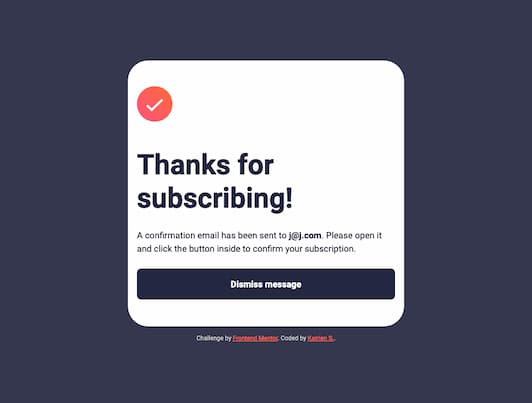 Thanks for
subscribing!
A confirmation email has been sent to j@j.com. Please open it
and click the button inside to confirm your subscription.
Dismiss message
Challenge by Frontend Mentor. Coded by S..